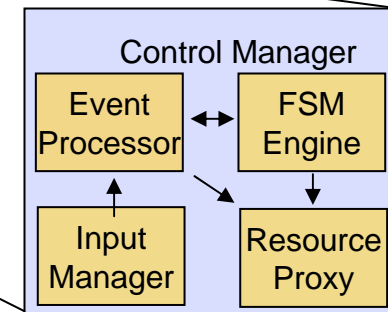 Control Manager
Event
Processor
FSM
Engine
Input
Manager
Resource
Proxy